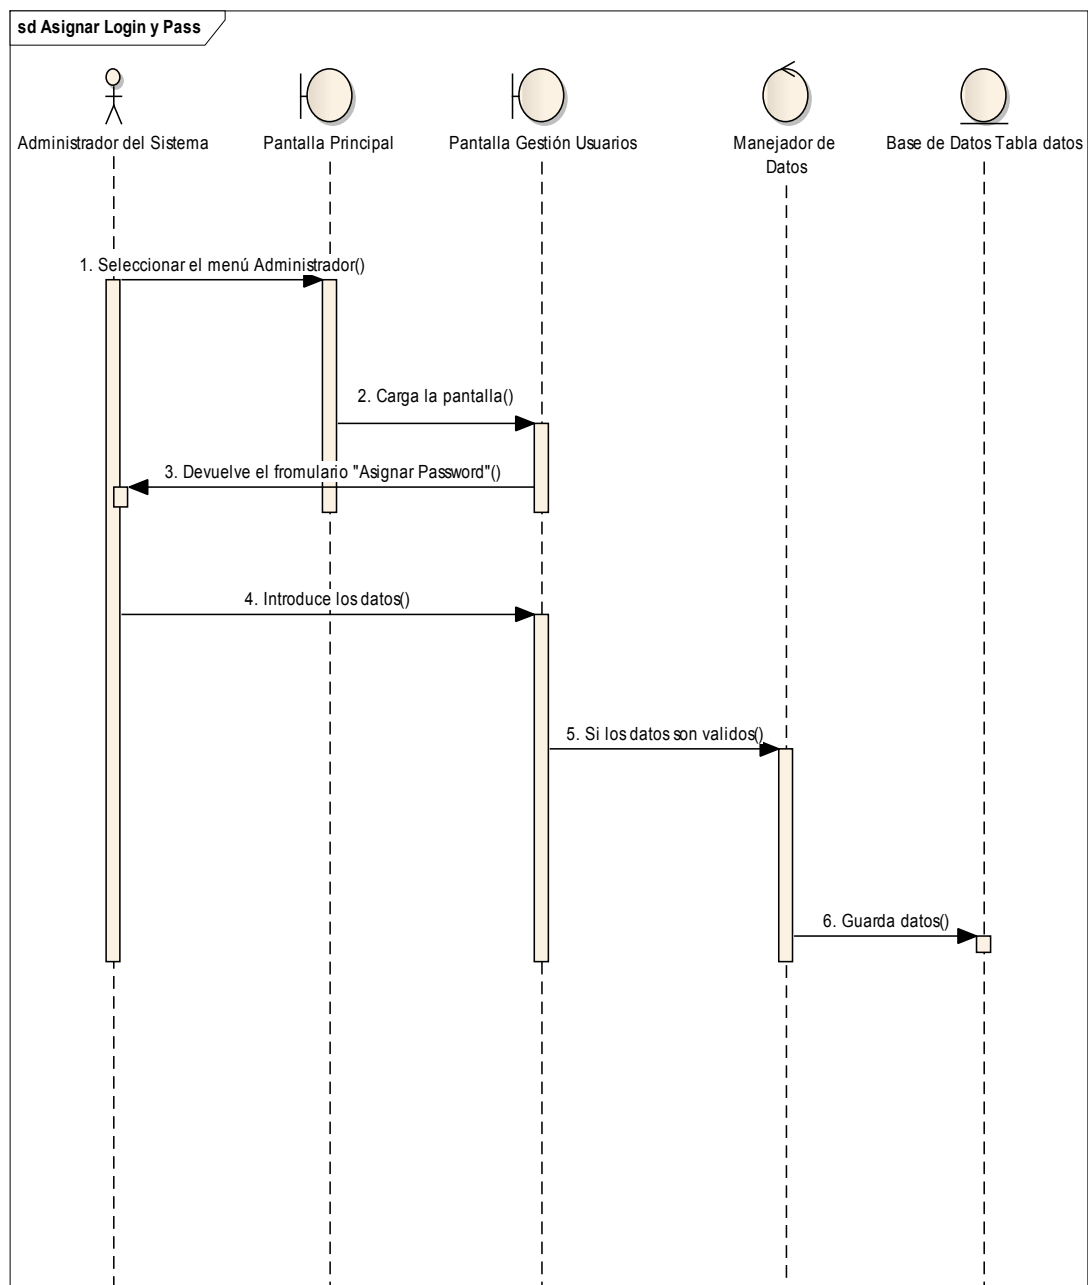 sd Asignar Login y Pass
Administrador del Sistema
Pantalla Principal
Pantalla Gestión Usuarios
Manejador de
Datos
Base de Datos Tabla datos
1. Seleccionar el menú Administrador()
2. Carga la pantalla()
3. Devuelve el fromulario "Asignar Password"()
4. Introduce los datos()
5. Si los datos son validos()
6. Guarda datos()